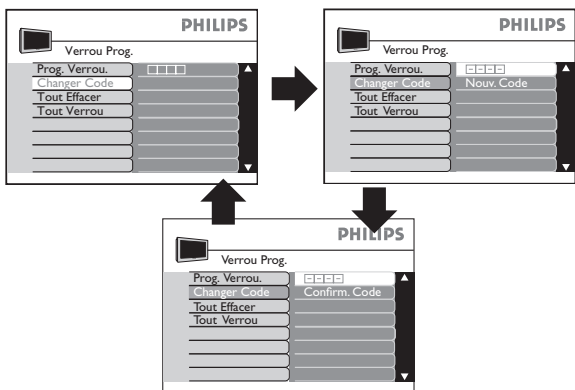 PHILIPS
Verrou Prog.
Prog. Verrou.
Changer Code
Tout Effacer
Tout Verrou
PHILIPS
Verrou Prog.
Prog. Verrou. - - - -
Changer Code Nouv. Code
Tout Effacer
Tout Verrou
PHILIPS
Verrou Prog.
Prog. Verrou. - - - -
Changer Code Confirm. Code
Tout Effacer
Tout Verrou